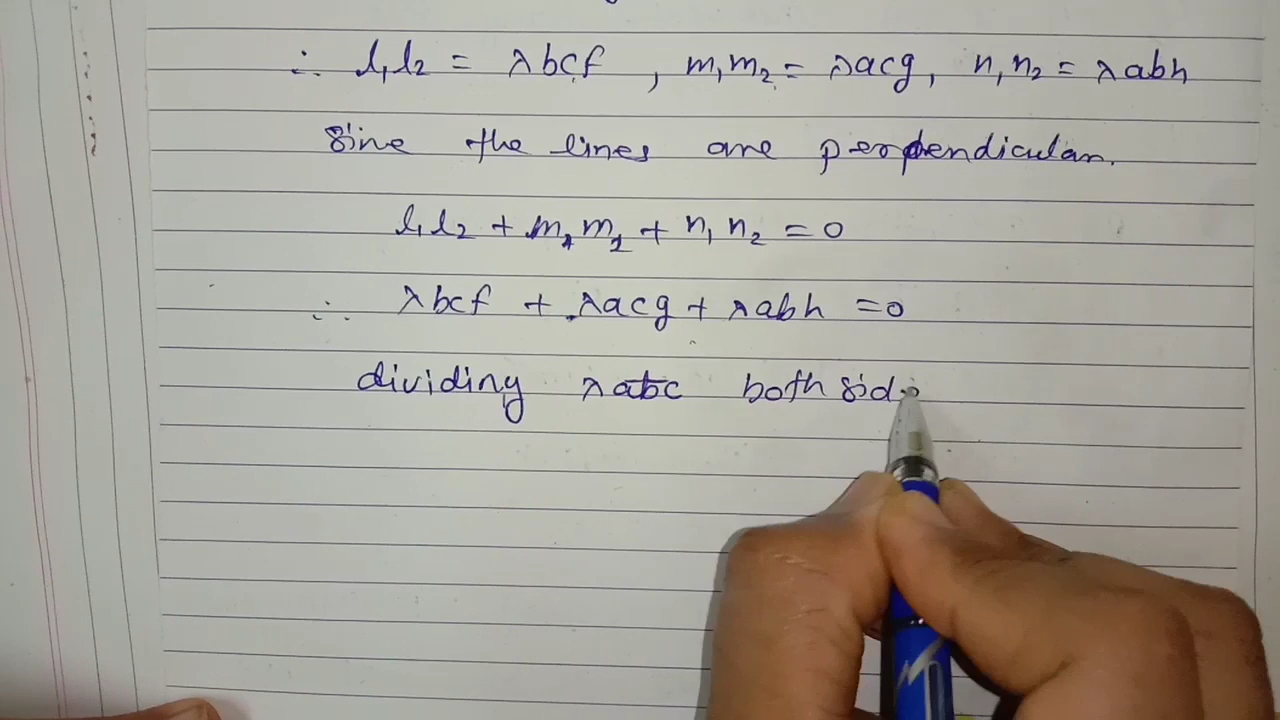 ∴ l₁l₂ = λbcf , m₁m₂ = λacg, n₁n₂ = λabh
Sine the lines are perpendicular.
l₁l₂ + m₁m₂ + n₁n₂ = 0
∴ λbcf + λacg + λabh = 0
dividing λabc both sid